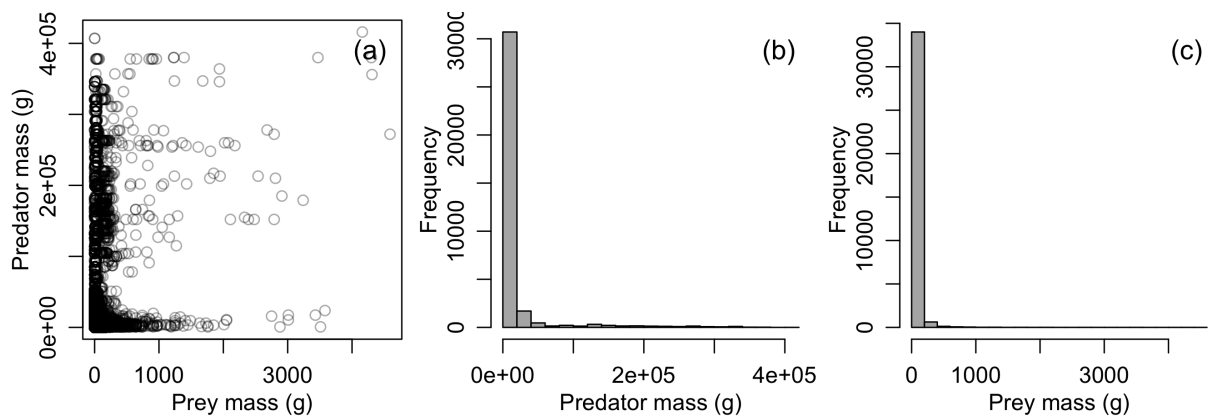 (a)
Predator mass (g)
0e+00
2e+05
4e+05
0
1000
3000
Prey mass (g)
(b)
Frequency
0
10000
20000
30000
0e+00
2e+05
4e+05
Predator mass (g)
(c)
Frequency
0
10000
20000
30000
0
1000
3000
Prey mass (g)